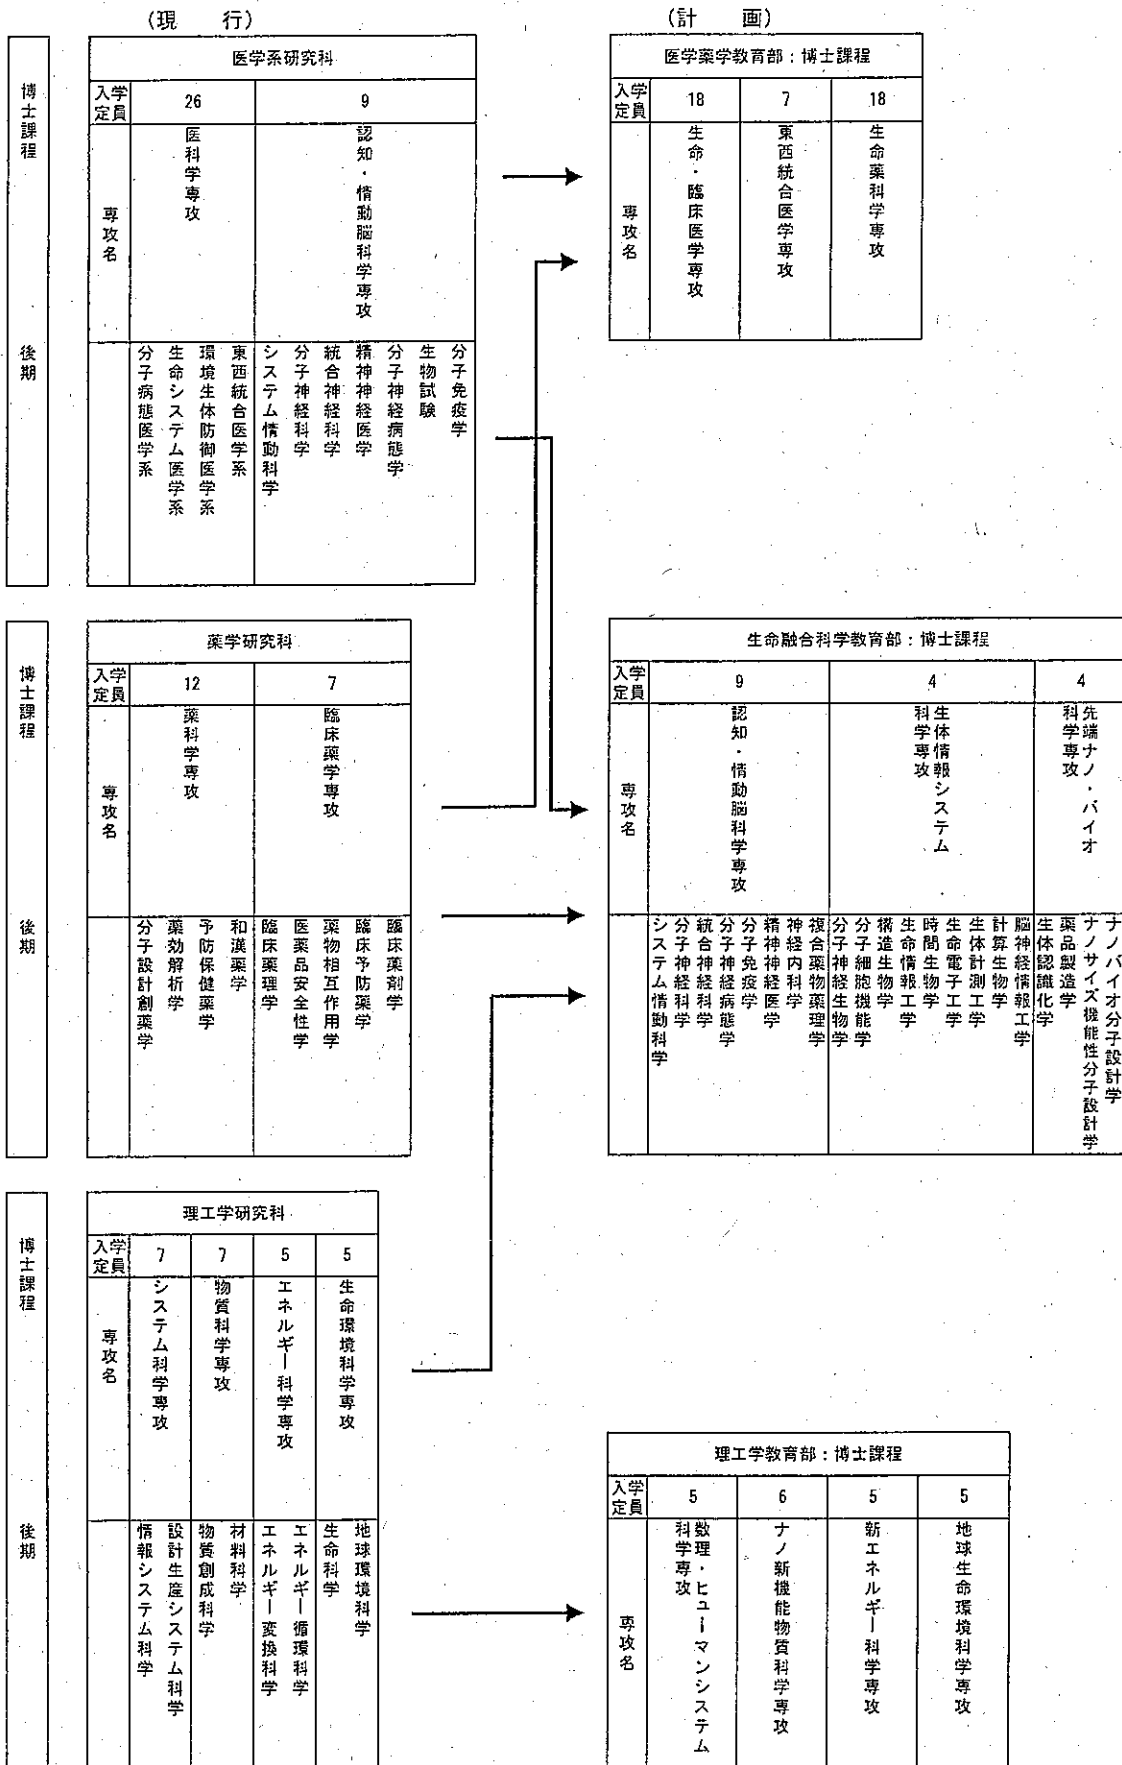 (現　行)
(計　画)
博士課程
後期
医学系研究科
入学定員
26
9
専攻名
医科学専攻
認知・情動脳科学専攻
分子病態医学系
生命システム医学系
環境生体防御医学系
東西統合医学系
システム情動科学
分子神経科学
統合神経科学
精神神経医学
分子神経病態学
生物試験
分子免疫学
医学薬学教育部：博士課程
入学定員
18
7
18
専攻名
生命・臨床医学専攻
東西統合医学専攻
生命薬科学専攻
博士課程
後期
薬学研究科
入学定員
12
7
専攻名
薬科学専攻
臨床薬学専攻
分子設計創薬学
薬効解析学
予防保健薬学
和漢薬学
臨床薬理学
医薬品安全性学
薬物相互作用学
臨床予防薬学
臨床薬剤学
生命融合科学教育部：博士課程
入学定員
9
4
4
専攻名
認知・情動脳科学専攻
生体情報システム
科学専攻
先端ナノ・バイオ
科学専攻
システム情動科学
分子神経科学
統合神経科学
分子神経病態学
分子免疫学
精神神経医学
神経内科学
複合薬物薬理学
分子神経生物学
分子細胞機能学
構造生物学
生命情報工学
時間生物学
生命電子工学
生体計測工学
計算生物学
脳神経情報工学
生体認識化学
薬品製造学
ナノサイズ機能性分子設計学
ナノバイオ分子設計学
博士課程
後期
理工学研究科
入学定員
7
7
5
5
専攻名
システム科学専攻
物質科学専攻
エネルギー科学専攻
生命環境科学専攻
情報システム科学
設計生産システム科学
物質創成科学
材料科学
エネルギー変換科学
エネルギー循環科学
生命科学
地球環境科学
理工学教育部：博士課程
入学定員
5
6
5
5
専攻名
数理・ヒューマンシステム
科学専攻
ナノ新機能物質科学専攻
新エネルギー科学専攻
地球生命環境科学専攻